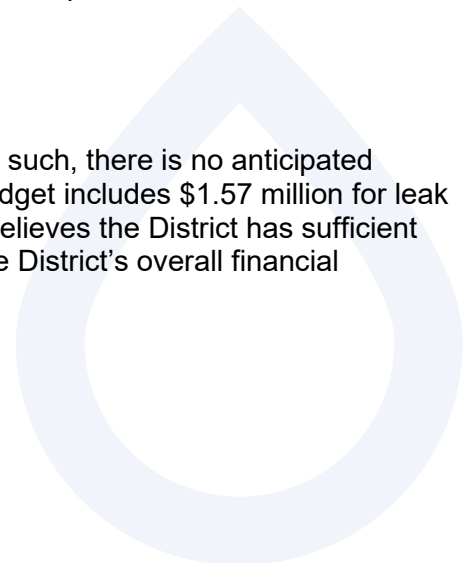 such, there is no anticipated
dget includes $1.57 million for leak
elieves the District has sufficient
e District’s overall financial